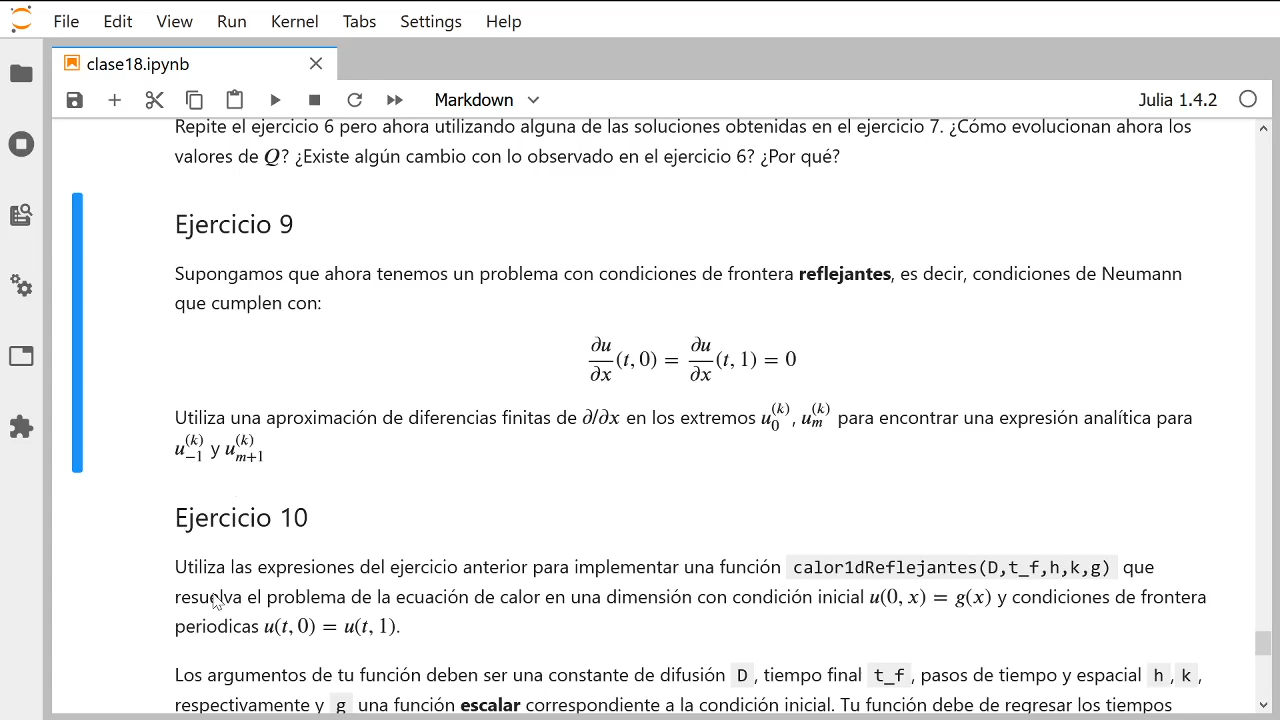 File Edit View Run Kernel Tabs Settings Help
clase18.ipynb
Markdown
Julia 1.4.2
Repite el ejercicio 6 pero ahora utilizando alguna de las soluciones obtenidas en el ejercicio 7. ¿Cómo evolucionan ahora los
valores de Q? ¿Existe algún cambio con lo observado en el ejercicio 6? ¿Por qué?
Ejercicio 9
Supongamos que ahora tenemos un problema con condiciones de frontera reflejantes, es decir, condiciones de Neumann
que cumplen con:
∂u/∂x (t, 0) = ∂u/∂x (t, 1) = 0
Utiliza una aproximación de diferencias finitas de ∂/∂x en los extremos u_0^(k), u_m^(k) para encontrar una expresión analítica para
u_{-1}^(k) y u_{m+1}^(k)
Ejercicio 10
Utiliza las expresiones del ejercicio anterior para implementar una función calor1dReflejantes(D,t_f,h,k,g) que
resuelva el problema de la ecuación de calor en una dimensión con condición inicial u(0, x) = g(x) y condiciones de frontera
periodicas u(t, 0) = u(t, 1).
Los argumentos de tu función deben ser una constante de difusión D, tiempo final t_f, pasos de tiempo y espacial h, k,
respectivamente y g una función escalar correspondiente a la condición inicial. Tu función debe de regresar los tiempos